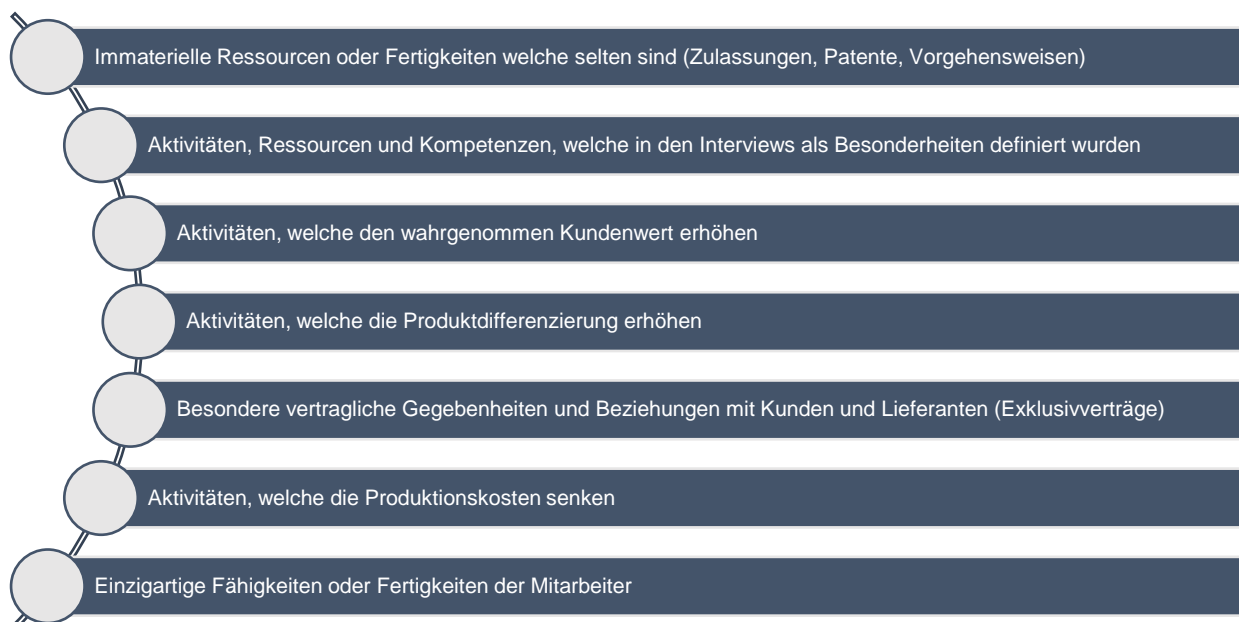 Immaterielle Ressourcen oder Fertigkeiten welche selten sind (Zulassungen, Patente, Vorgehensweisen)
Aktivitäten, Ressourcen und Kompetenzen, welche in den Interviews als Besonderheiten definiert wurden
Aktivitäten, welche den wahrgenommen Kundenwert erhöhen
Aktivitäten, welche die Produktdifferenzierung erhöhen
Besondere vertragliche Gegebenheiten und Beziehungen mit Kunden und Lieferanten (Exklusivverträge)
Aktivitäten, welche die Produktionskosten senken
Einzigartige Fähigkeiten oder Fertigkeiten der Mitarbeiter